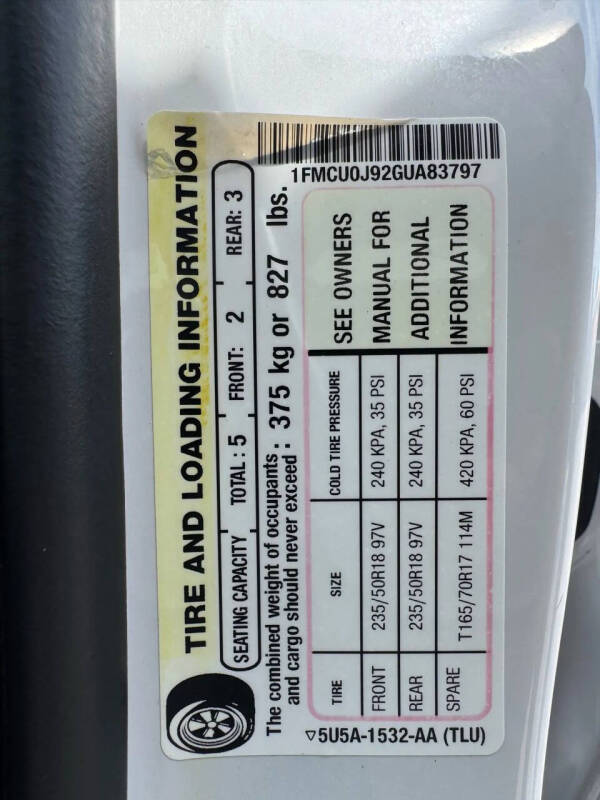 TIRE AND LOADING INFORMATION
SEATING CAPACITY TOTAL : 5 FRONT: 2 REAR: 3
The combined weight of occupants
and cargo should never exceed : 375 kg or 827 lbs.
1FMCU0J92GUA83797
TIRE SIZE COLD TIRE PRESSURE SEE OWNERS
FRONT 235/50R18 97V 240 KPA, 35 PSI MANUAL FOR
REAR 235/50R18 97V 240 KPA, 35 PSI ADDITIONAL
SPARE T165/70R17 114M 420 KPA, 60 PSI INFORMATION
▽5U5A-1532-AA (TLU)